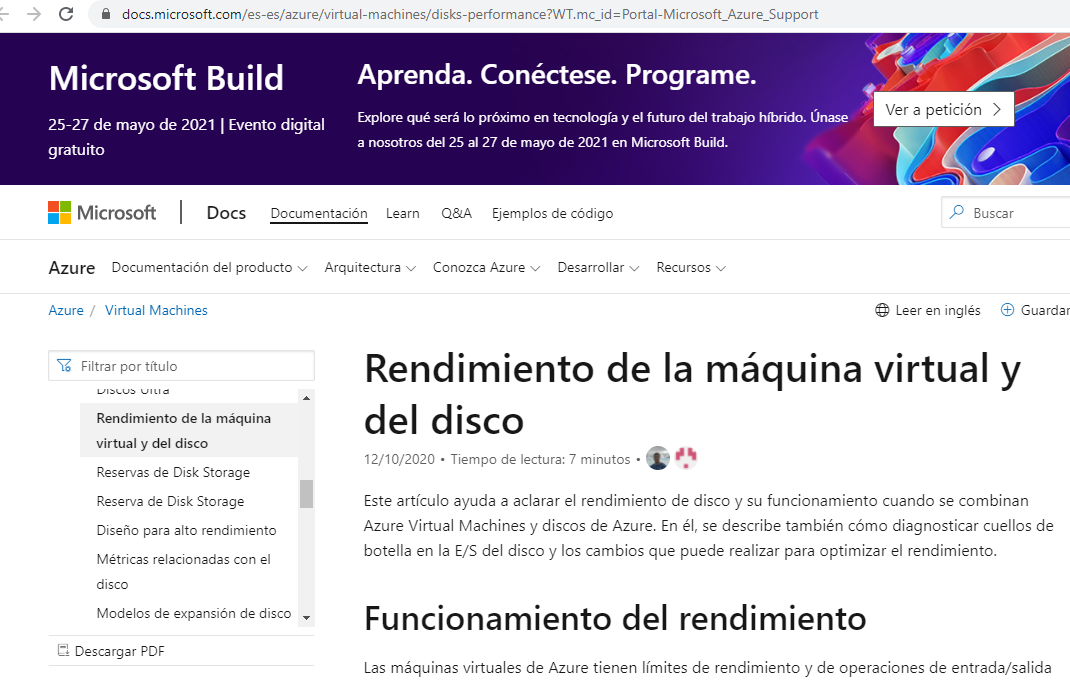 docs.microsoft.com/es-es/azure/virtual-machines/disks-performance?WT.mc_id=Portal-Microsoft_Azure_Support
Microsoft Build
25-27 de mayo de 2021 | Evento digital
gratuito
Aprenda. Conéctese. Programe.
Explore qué será lo próximo en tecnología y el futuro del trabajo híbrido. Únase
a nosotros del 25 al 27 de mayo de 2021 en Microsoft Build.
Ver a petición
Microsoft
Docs
Documentación
Learn
Q&A
Ejemplos de código
Buscar
Azure
Documentación del producto
Arquitectura
Conozca Azure
Desarrollar
Recursos
Azure / Virtual Machines
Leer en inglés
Guardar
Filtrar por título
Discos Ultra
Rendimiento de la máquina
virtual y del disco
Reservas de Disk Storage
Reserva de Disk Storage
Diseño para alto rendimiento
Métricas relacionadas con el
disco
Modelos de expansión de disco
Descargar PDF
Rendimiento de la máquina virtual y
del disco
12/10/2020 • Tiempo de lectura: 7 minutos •
Este artículo ayuda a aclarar el rendimiento de disco y su funcionamiento cuando se combinan
Azure Virtual Machines y discos de Azure. En él, se describe también cómo diagnosticar cuellos de
botella en la E/S del disco y los cambios que puede realizar para optimizar el rendimiento.
Funcionamiento del rendimiento
Las máquinas virtuales de Azure tienen límites de rendimiento y de operaciones de entrada/salida